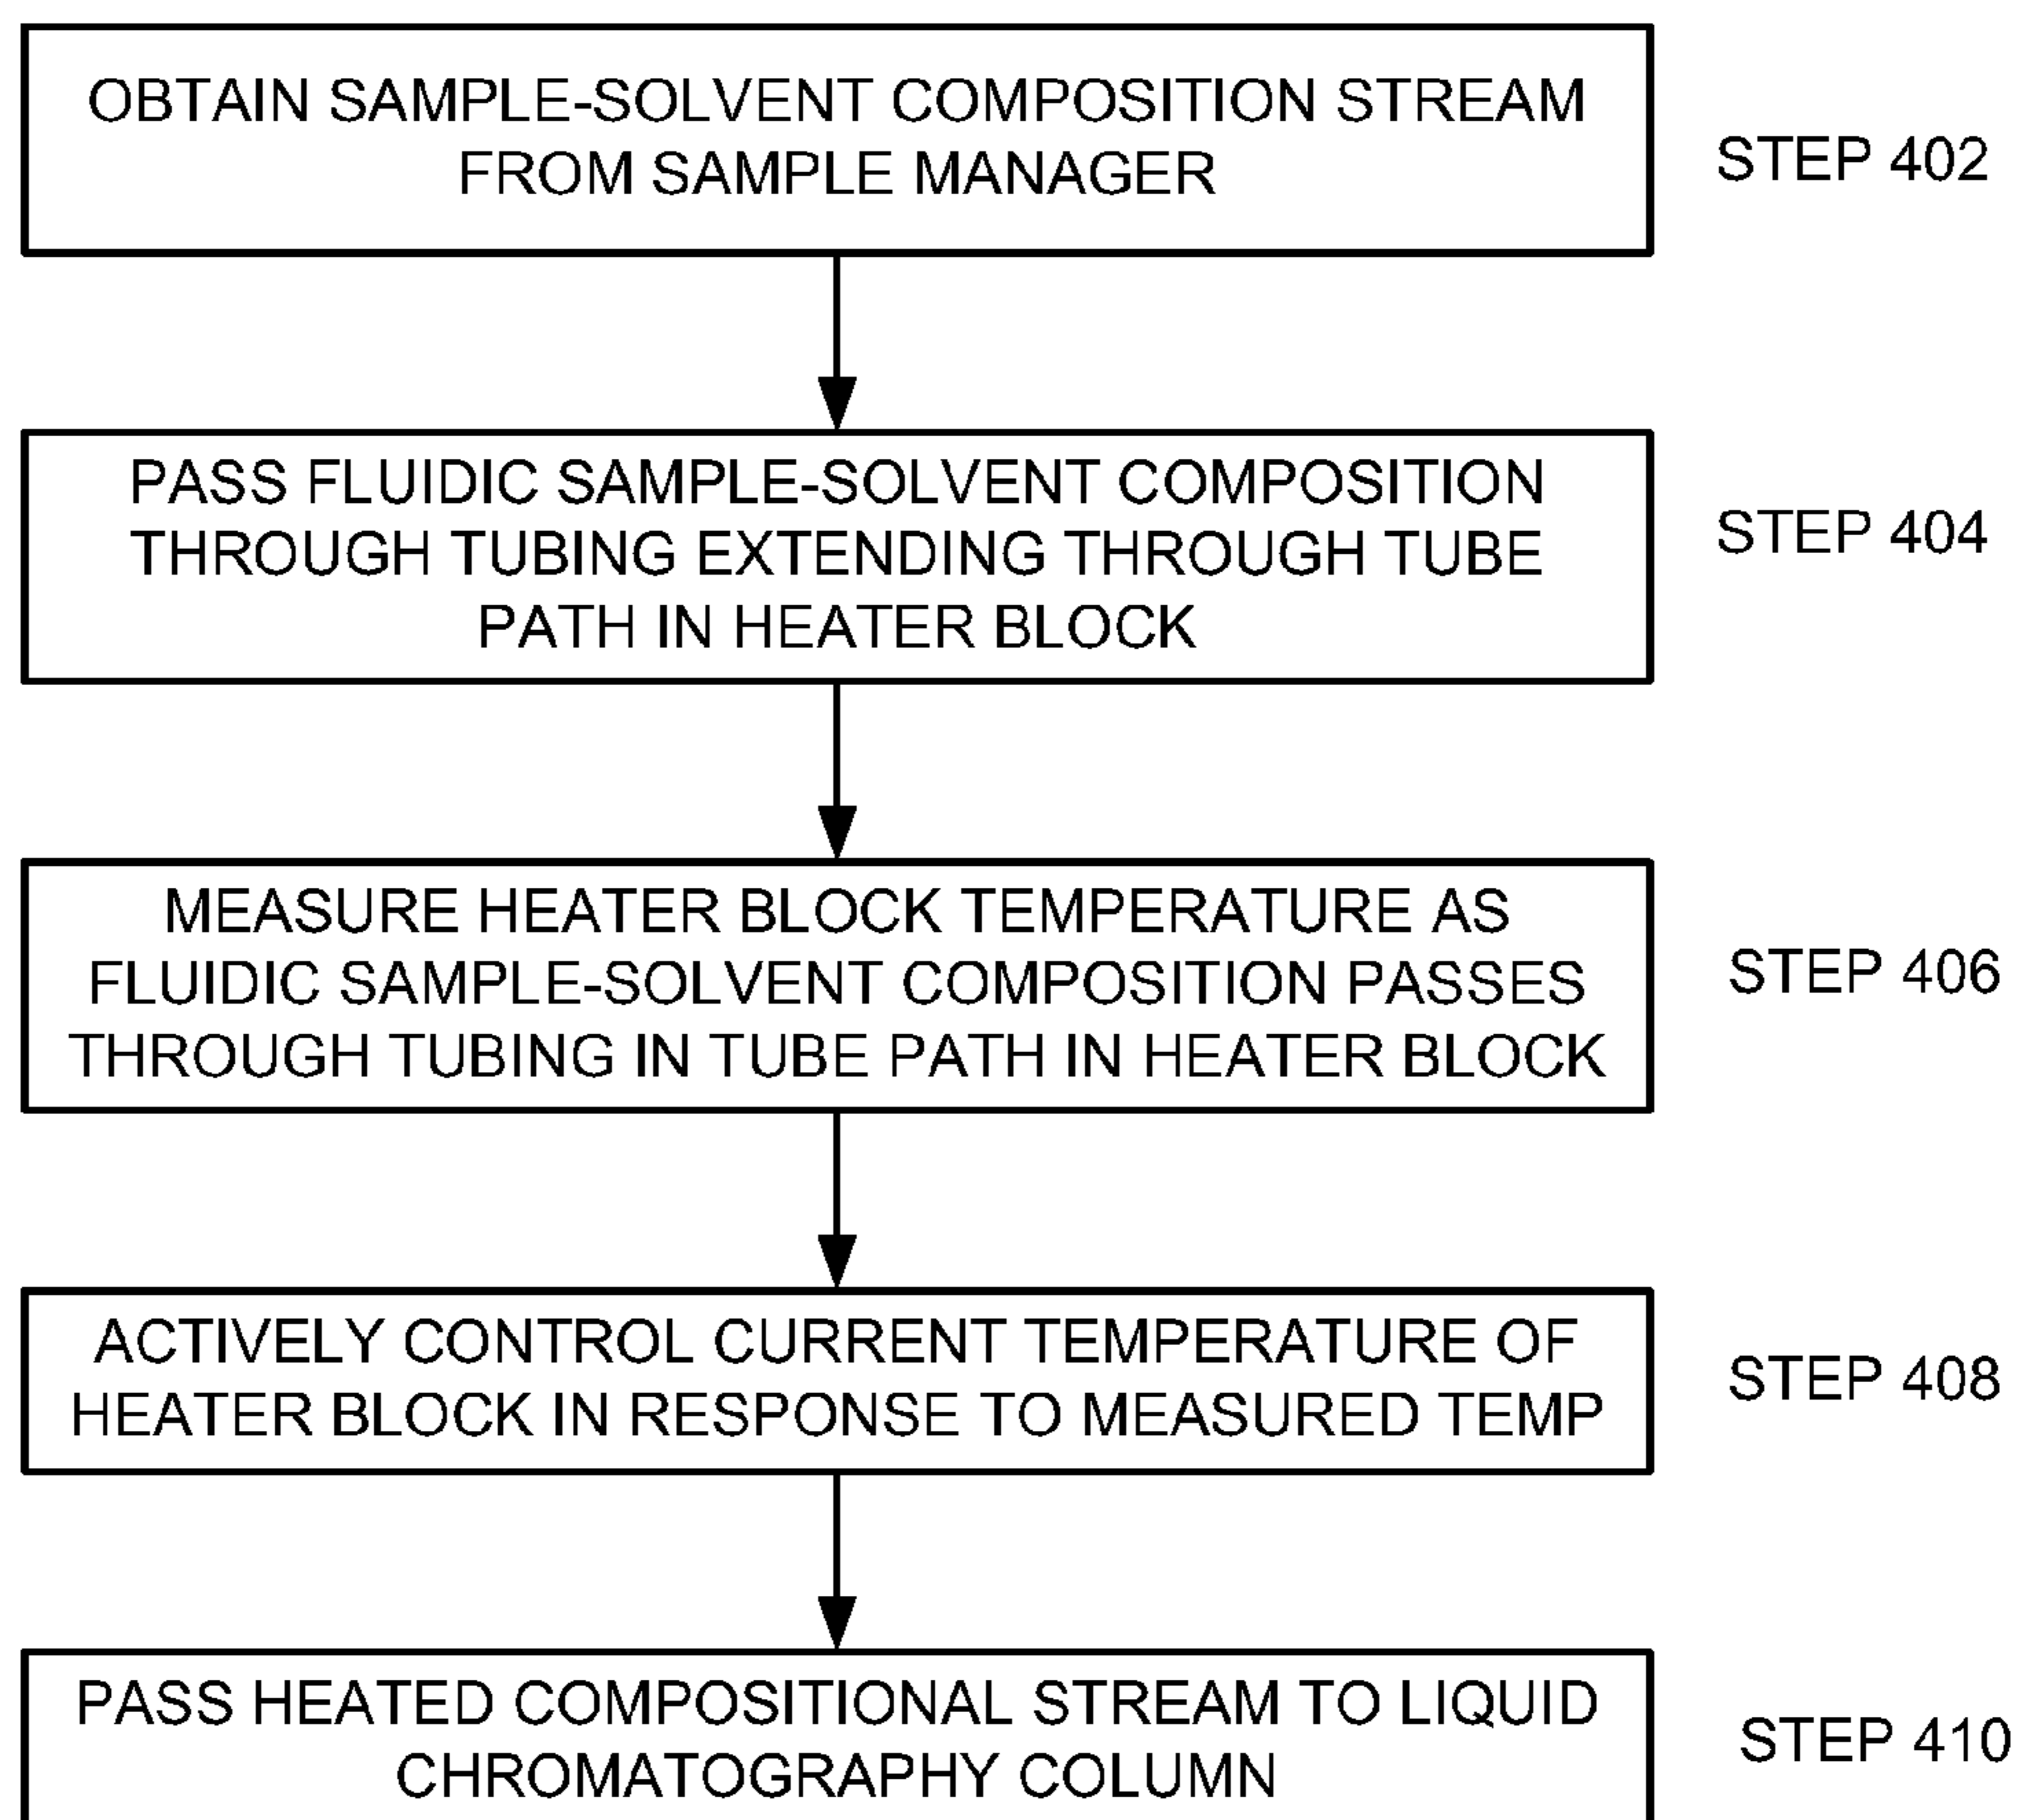 OBTAIN SAMPLE-SOLVENT COMPOSITION STREAM
FROM SAMPLE MANAGER
STEP 402
PASS FLUIDIC SAMPLE-SOLVENT COMPOSITION
THROUGH TUBING EXTENDING THROUGH TUBE
PATH IN HEATER BLOCK
STEP 404
MEASURE HEATER BLOCK TEMPERATURE AS
FLUIDIC SAMPLE-SOLVENT COMPOSITION PASSES
THROUGH TUBING IN TUBE PATH IN HEATER BLOCK
STEP 406
ACTIVELY CONTROL CURRENT TEMPERATURE OF
HEATER BLOCK IN RESPONSE TO MEASURED TEMP
STEP 408
PASS HEATED COMPOSITIONAL STREAM TO LIQUID
CHROMATOGRAPHY COLUMN
STEP 410